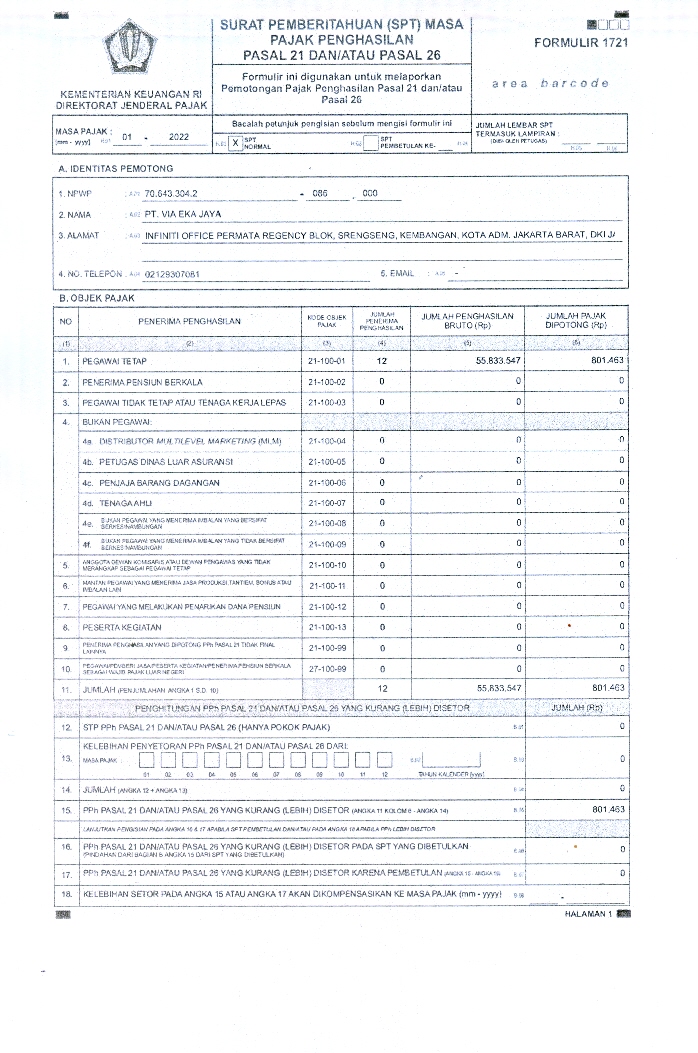 SURAT PEMBERITAHUAN (SPT) MASA
PAJAK PENGHASILAN
PASAL 21 DAN/ATAU PASAL 26
FORMULIR 1721
Formulir ini digunakan untuk melaporkan
Pemotongan Pajak Penghasilan Pasal 21 dan/atau
Pasal 26
area barcode
KEMENTERIAN KEUANGAN RI
DIREKTORAT JENDERAL PAJAK
MASA PAJAK :
[mm - yyyy]
01 - 2022
Bacalah petunjuk pengisian sebelum mengisi formulir ini
X SPT NORMAL
SPT PEMBETULAN KE-
JUMLAH LEMBAR SPT
TERMASUK LAMPIRAN :
(DIISI OLEH PETUGAS)
A. IDENTITAS PEMOTONG
1. NPWP : 70.643.304.2 - 086 . 000
2. NAMA : PT. VIA EKA JAYA
3. ALAMAT : INFINITI OFFICE PERMATA REGENCY BLOK, SRENGSENG, KEMBANGAN, KOTA ADM. JAKARTA BARAT, DKI
4. NO. TELEPON : 02129307081 5. EMAIL : -
B. OBJEK PAJAK
NO PENERIMA PENGHASILAN KODE OBJEK PAJAK JUMLAH PENERIMA PENGHASILAN JUMLAH PENGHASILAN BRUTO (Rp) JUMLAH PAJAK DIPOTONG (Rp)
(1) (2) (3) (4) (5) (6)
1. PEGAWAI TETAP 21-100-01 12 55.833.547 801.463
2. PENERIMA PENSIUN BERKALA 21-100-02 0 0 0
3. PEGAWAI TIDAK TETAP ATAU TENAGA KERJA LEPAS 21-100-03 0 0 0
4. BUKAN PEGAWAI:
4a. DISTRIBUTOR MULTILEVEL MARKETING (MLM) 21-100-04 0 0 0
4b. PETUGAS DINAS LUAR ASURANSI 21-100-05 0 0 0
4c. PENJAJA BARANG DAGANGAN 21-100-06 0 0 0
4d. TENAGA AHLI 21-100-07 0 0 0
4e. BUKAN PEGAWAI YANG MENERIMA IMBALAN YANG BERSIFAT BERKESINAMBUNGAN 21-100-08 0 0 0
4f. BUKAN PEGAWAI YANG MENERIMA IMBALAN YANG TIDAK BERSIFAT BERKESINAMBUNGAN 21-100-09 0 0 0
5. ANGGOTA DEWAN KOMISARIS ATAU DEWAN PENGAWAS YANG TIDAK MERANGKAP SEBAGAI PEGAWAI TETAP 21-100-10 0 0 0
6. MANTAN PEGAWAI YANG MENERIMA JASA PRODUKSI, TANTIEM, BONUS ATAU IMBALAN LAIN 21-100-11 0 0 0
7. PEGAWAI YANG MELAKUKAN PENARIKAN DANA PENSIUN 21-100-12 0 0 0
8. PESERTA KEGIATAN 21-100-13 0 0 0
9 PENERIMA PENGHASILAN YANG DIPOTONG PPh PASAL 21 TIDAK FINAL LAINNYA 21-100-99 0 0 0
10. PEGAWAI/PEMBERI JASA/PESERTA KEGIATAN/PENERIMA PENSIUN BERKALA SEBAGAI WAJIB PAJAK LUAR NEGERI 27-100-99 0 0 0
11. JUMLAH (PENJUMLAHAN ANGKA 1 S.D. 10) 12 55.833.547 801.463
PENGHITUNGAN PPh PASAL 21 DAN/ATAU PASAL 26 YANG KURANG (LEBIH) DISETOR JUMLAH (Rp)
12. STP PPh PASAL 21 DAN/ATAU PASAL 26 (HANYA POKOK PAJAK) 0
13. KELEBIHAN PENYETORAN PPh PASAL 21 DAN/ATAU PASAL 26 DARI:
MASA PAJAK : 0
01 02 03 04 05 06 07 08 09 10 11 12 TAHUN KALENDER [yyyy]
14. JUMLAH (ANGKA 12 + ANGKA 13) 0
15. PPh PASAL 21 DAN/ATAU PASAL 26 YANG KURANG (LEBIH) DISETOR (ANGKA 11 KOLOM 6 - ANGKA 14) 801.463
LANJUTKAN PENGISIAN PADA ANGKA 16 & 17 APABILA SPT PEMBETULAN DAN/ATAU PADA ANGKA 18 APABILA PPh LEBIH DISETOR
16. PPh PASAL 21 DAN/ATAU PASAL 26 YANG KURANG (LEBIH) DISETOR PADA SPT YANG DIBETULKAN 0
(PINDAHAN DARI BAGIAN B ANGKA 15 DARI SPT YANG DIBETULKAN)
17. PPh PASAL 21 DAN/ATAU PASAL 26 YANG KURANG (LEBIH) DISETOR KARENA PEMBETULAN (ANGKA 15 - ANGKA 16) 0
18. KELEBIHAN SETOR PADA ANGKA 15 ATAU ANGKA 17 AKAN DIKOMPENSASIKAN KE MASA PAJAK (mm - yyyy) -
HALAMAN 1